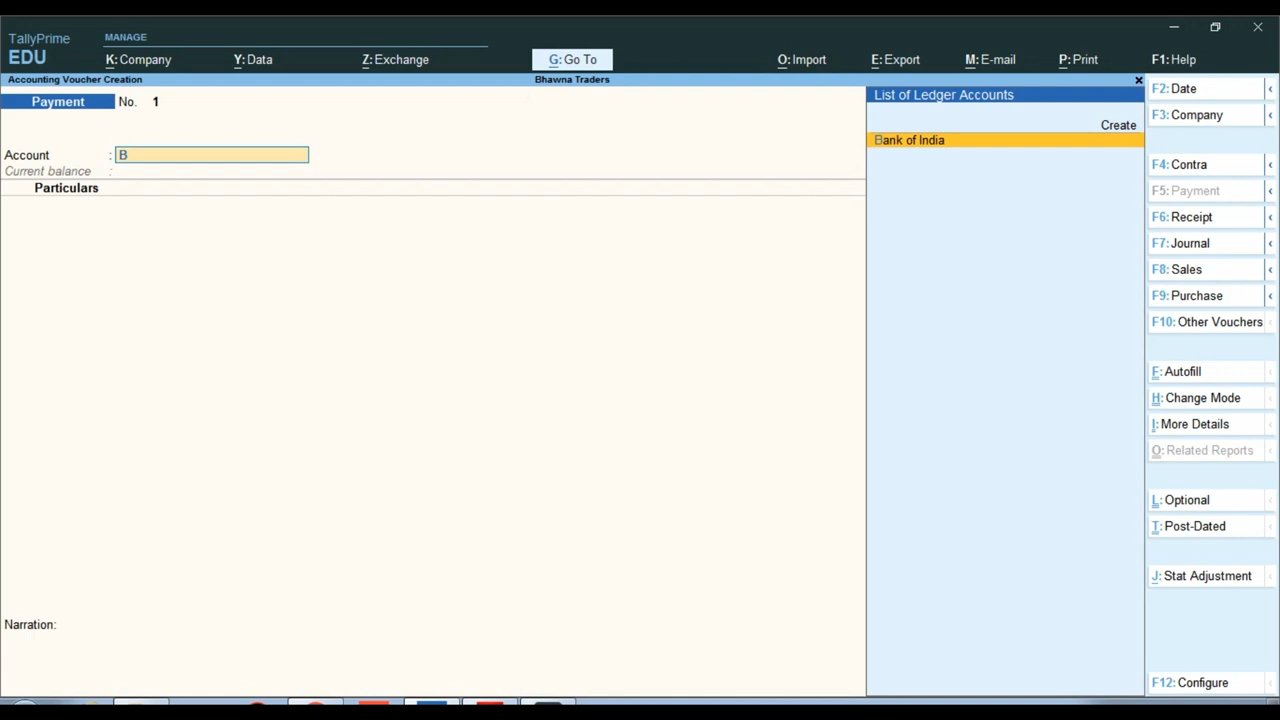 TallyPrime
EDU
MANAGE
K: Company
Y: Data
Z: Exchange
G: Go To
O: Import
E: Export
M: E-mail
P: Print
F1: Help
Accounting Voucher Creation
Bhawna Traders
Payment No. 1
Account : B
Current balance :
Particulars
Narration:
List of Ledger Accounts
Create
Bank of India
F2: Date
F3: Company
F4: Contra
F5: Payment
F6: Receipt
F7: Journal
F8: Sales
F9: Purchase
F10: Other Vouchers
F: Autofill
H: Change Mode
I: More Details
O: Related Reports
L: Optional
T: Post-Dated
J: Stat Adjustment
F12: Configure